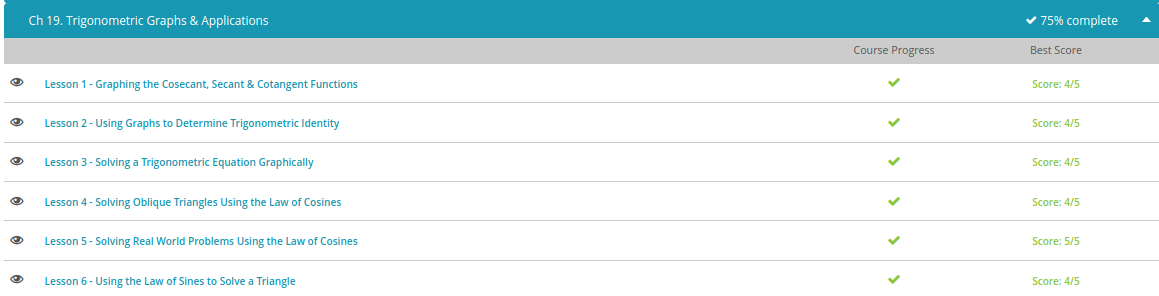 Ch 19. Trigonometric Graphs & Applications 75% complete
Course Progress Best Score
Lesson 1 - Graphing the Cosecant, Secant & Cotangent Functions Score: 4/5
Lesson 2 - Using Graphs to Determine Trigonometric Identity Score: 4/5
Lesson 3 - Solving a Trigonometric Equation Graphically Score: 4/5
Lesson 4 - Solving Oblique Triangles Using the Law of Cosines Score: 4/5
Lesson 5 - Solving Real World Problems Using the Law of Cosines Score: 5/5
Lesson 6 - Using the Law of Sines to Solve a Triangle Score: 4/5